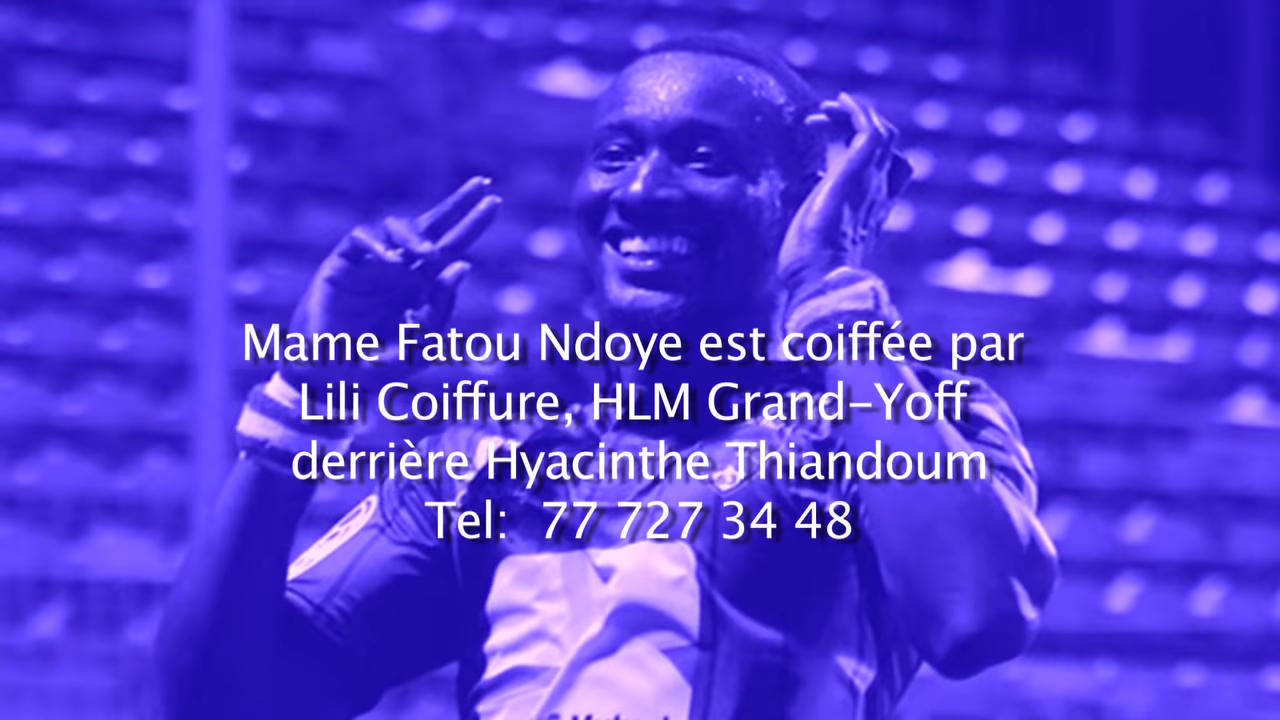 Mame Fatou Ndoye est coiffée par
Lili Coiffure, HLM Grand-Yoff
derrière Hyacinthe Thiandoum
Tel: 77 727 34 48